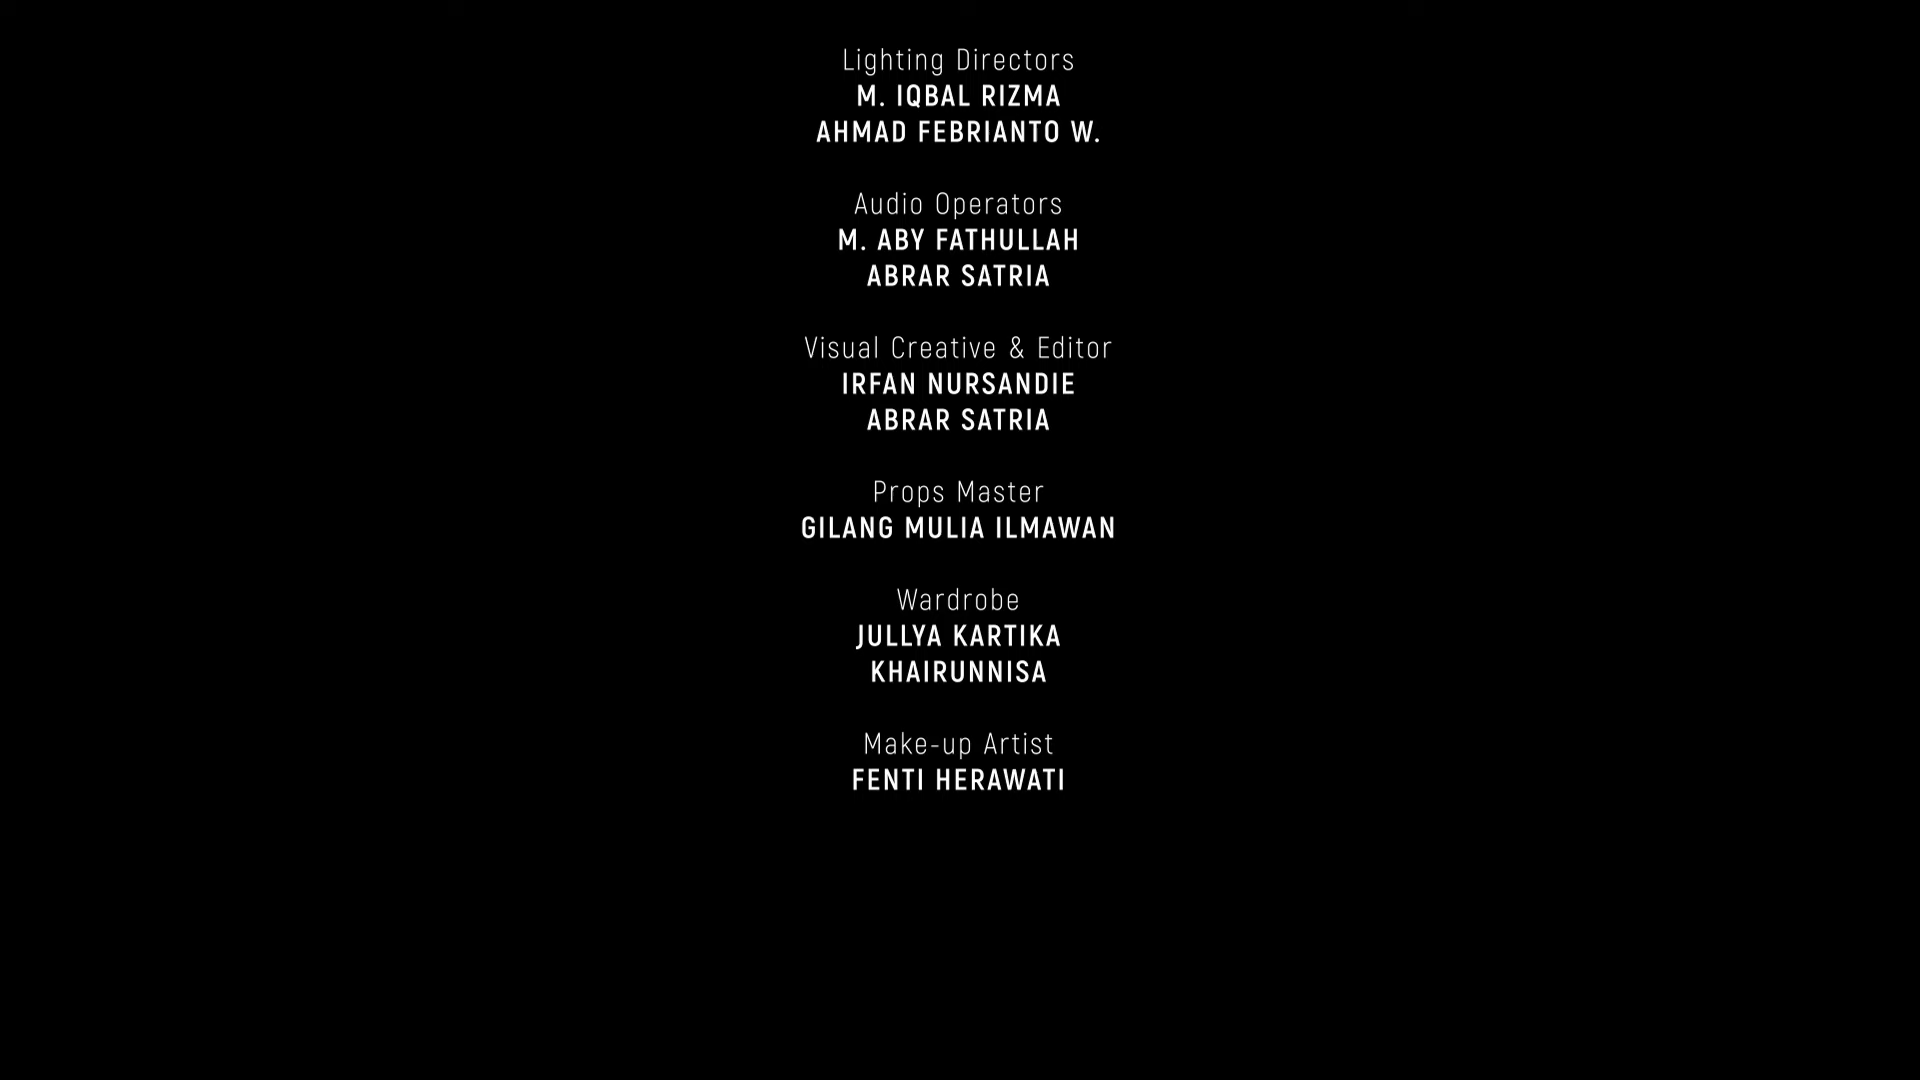 Lighting Directors
M. IQBAL RIZMA
AHMAD FEBRIANTO W.
Audio Operators
M. ABY FATHULLAH
ABRAR SATRIA
Visual Creative & Editor
IRFAN NURSANDIE
ABRAR SATRIA
Props Master
GILANG MULIA ILMAWAN
Wardrobe
JULLYA KARTIKA
KHAIRUNNISA
Make-up Artist
FENTI HERAWATI